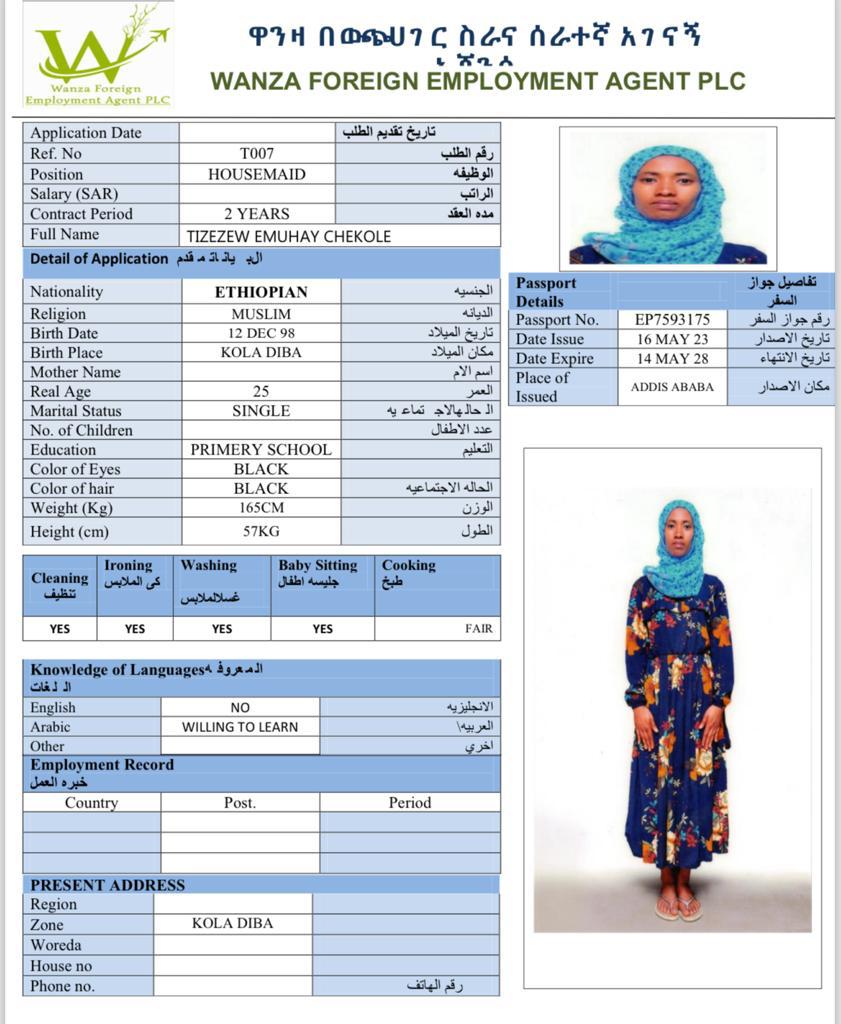 Wanza Foreign
Employment Agent PLC
ዋንዛ በውጭሀገር ስራና ሰራተኛ አገናኝ
WANZA FOREIGN EMPLOYMENT AGENT PLC
Application Date تاريخ تقديم الطلب
Ref. No T007 رقم الطلب
Position HOUSEMAID الوظيفه
Salary (SAR) الراتب
Contract Period 2 YEARS مده العقد
Full Name TIZEZEW EMUHAY CHEKOLE
Detail of Application
Nationality ETHIOPIAN الجنسيه
Religion MUSLIM الديانه
Birth Date 12 DEC 98 تاريخ الميلاد
Birth Place KOLA DIBA مكان الميلاد
Mother Name اسم الام
Real Age 25 العمر
Marital Status SINGLE
No. of Children عدد الاطفال
Education PRIMERY SCHOOL التعليم
Color of Eyes BLACK
Color of hair BLACK الحاله الاجتماعيه
Weight (Kg) 165CM الوزن
Height (cm) 57KG الطول
Cleaning تنظيف
Ironing كى الملابس
Washing غسلالملابس
Baby Sitting جليسه اطفال
Cooking طبخ
YES YES YES YES FAIR
Knowledge of Languages المعروفه
اللغات
English NO الانجليزيه
Arabic WILLING TO LEARN العربيه\
Other اخري
Employment Record
خبره العمل
Country Post. Period
PRESENT ADDRESS
Region
Zone KOLA DIBA
Woreda
House no
Phone no. رقم الهاتف
Passport Details تفاصيل جواز السفر
Passport No. EP7593175 رقم جواز السفر
Date Issue 16 MAY 23 تاريخ الاصدار
Date Expire 14 MAY 28 تاريخ الانتهاء
Place of Issued ADDIS ABABA مكان الاصدار